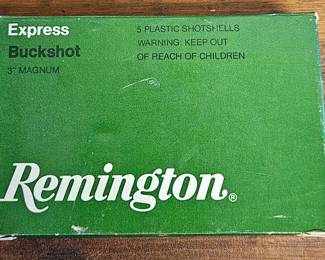 Express
Buckshot
3" MAGNUM
5 PLASTIC SHOTSHELLS
WARNING: KEEP OUT
OF REACH OF CHILDREN
Remington®